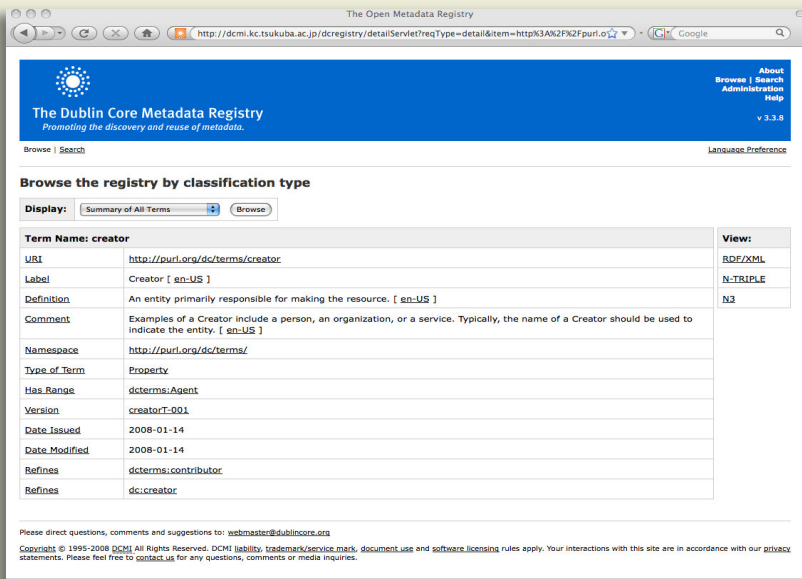 The Open Metadata Registry
http://dcmi.kc.tsukuba.ac.jp/dcregistry/detailServlet?reqType=detail&item=http%3A%2F%2Fpurl.o
Google
About
Browse | Search
Administration
Help
v 3.3.8
The Dublin Core Metadata Registry
Promoting the discovery and reuse of metadata.
Browse | Search
Language Preference
Browse the registry by classification type
Display: Summary of All Terms Browse
Term Name: creator
View:
URI http://purl.org/dc/terms/creator
RDF/XML
Label Creator [ en-US ]
N-TRIPLE
Definition An entity primarily responsible for making the resource. [ en-US ]
N3
Comment Examples of a Creator include a person, an organization, or a service. Typically, the name of a Creator should be used to
indicate the entity. [ en-US ]
Namespace http://purl.org/dc/terms/
Type of Term Property
Has Range dcterms:Agent
Version creatorT-001
Date Issued 2008-01-14
Date Modified 2008-01-14
Refines dcterms:contributor
Refines dc:creator
Please direct questions, comments and suggestions to: webmaster@dublincore.org
Copyright © 1995-2008 DCMI All Rights Reserved. DCMI liability, trademark/service mark, document use and software licensing rules apply. Your interactions with this site are in accordance with our privacy
statements. Please feel free to contact us for any questions, comments or media inquiries.